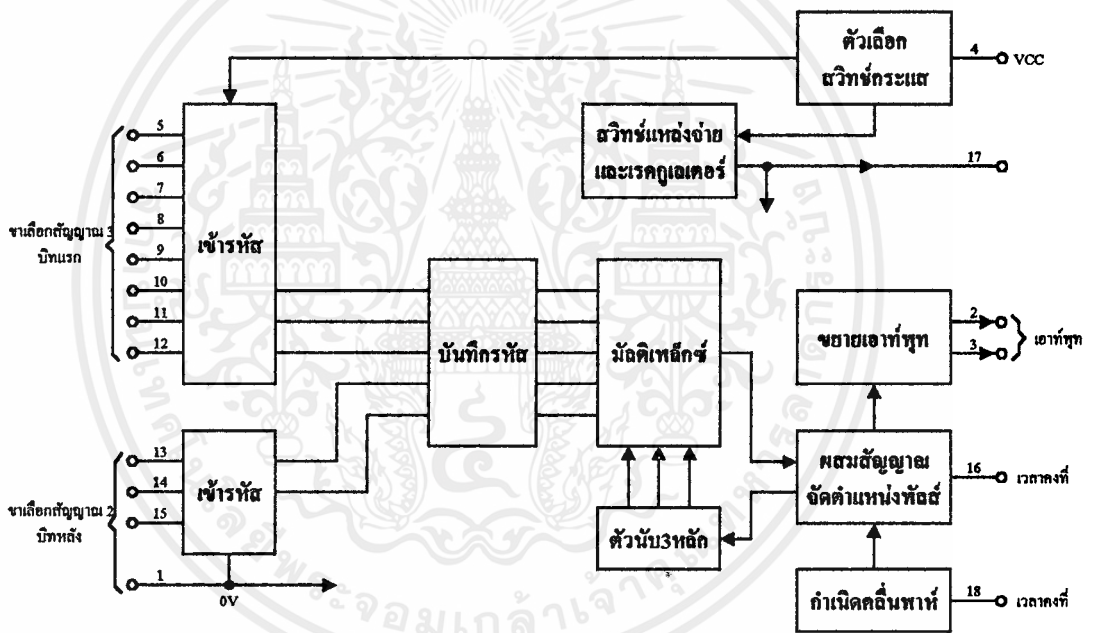 ตัวเลือก
สวิทช์กระแส
4
VCC
สวิทช์แหล่งจ่าย
และเรคกูเลเตอร์
17
5
6
7
8
9
10
11
12
ขาเลือกสัญญาณ 3
บิทแรก
เข้ารหัส
บันทึกรหัส
มัลติเพล็กซ์
ขยายเอาท์พูท
2
3
เอาท์พูท
13
14
15
ขาเลือกสัญญาณ 2
บิทหลัง
เข้ารหัส
1
0V
ตัวนับ3หลัก
ผสมสัญญาณ
จัดตำแหน่งพัลส์
16
เวลาคงที่
กำเนิดคลื่นพาห์
18
เวลาคงที่